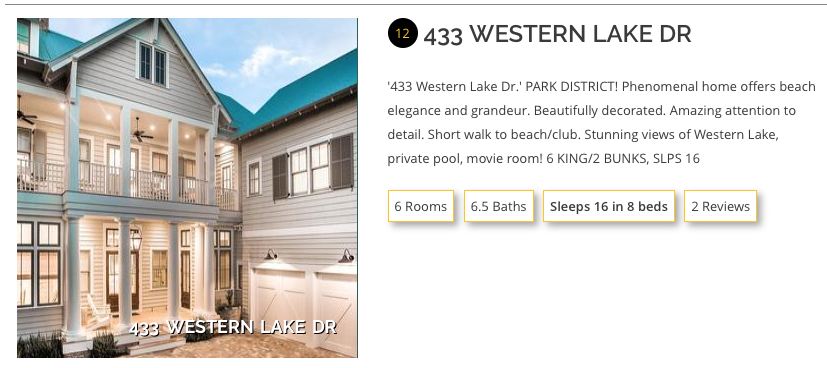 12 433 WESTERN LAKE DR
'433 Western Lake Dr.' PARK DISTRICT! Phenomenal home offers beach
elegance and grandeur. Beautifully decorated. Amazing attention to
detail. Short walk to beach/club. Stunning views of Western Lake,
private pool, movie room! 6 KING/2 BUNKS, SLPS 16
6 Rooms 6.5 Baths Sleeps 16 in 8 beds 2 Reviews
433 WESTERN LAKE DR